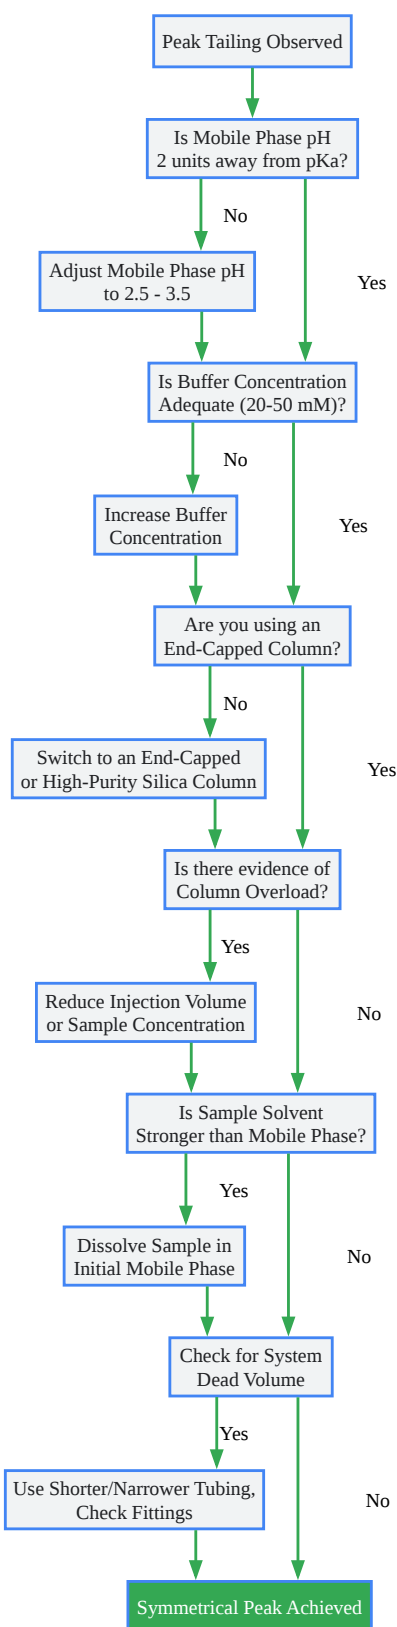 Peak Tailing Observed
Is Mobile Phase pH
2 units away from pKa?
No
Adjust Mobile Phase pH
to 2.5 - 3.5
Yes
Is Buffer Concentration
Adequate (20-50 mM)?
No
Increase Buffer
Concentration
Yes
Are you using an
End-Capped Column?
No
Switch to an End-Capped
or High-Purity Silica Column
Yes
Is there evidence of
Column Overload?
Yes
Reduce Injection Volume
or Sample Concentration
No
Is Sample Solvent
Stronger than Mobile Phase?
Yes
Dissolve Sample in
Initial Mobile Phase
No
Check for System
Dead Volume
Yes
Use Shorter/Narrower Tubing,
Check Fittings
No
Symmetrical Peak Achieved